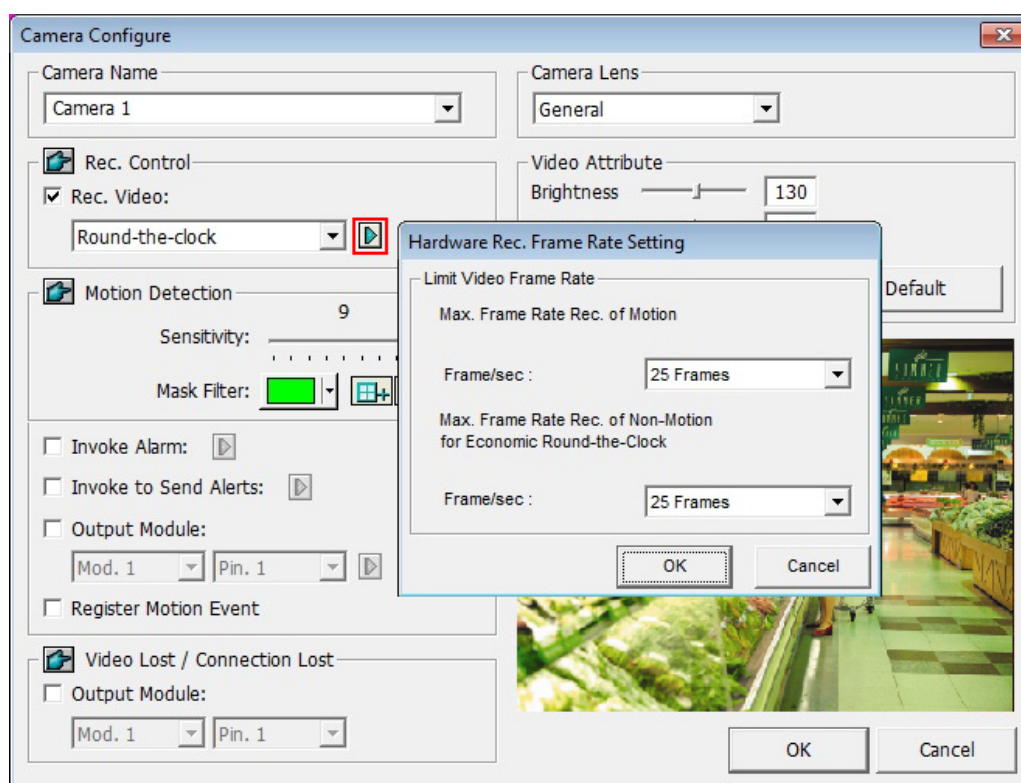 Camera Configure
Camera Name
Camera 1
Camera Lens
General
Rec. Control
Rec. Video:
Round-the-clock
Video Attribute
Brightness 130
Default
Motion Detection
9
Sensitivity:
Mask Filter:
Invoke Alarm:
Invoke to Send Alerts:
Output Module:
Mod. 1 Pin. 1
Register Motion Event
Video Lost / Connection Lost
Output Module:
Mod. 1 Pin. 1
Hardware Rec. Frame Rate Setting
Limit Video Frame Rate
Max. Frame Rate Rec. of Motion
Frame/sec : 25 Frames
Max. Frame Rate Rec. of Non-Motion
for Economic Round-the-Clock
Frame/sec : 25 Frames
OK Cancel
OK Cancel